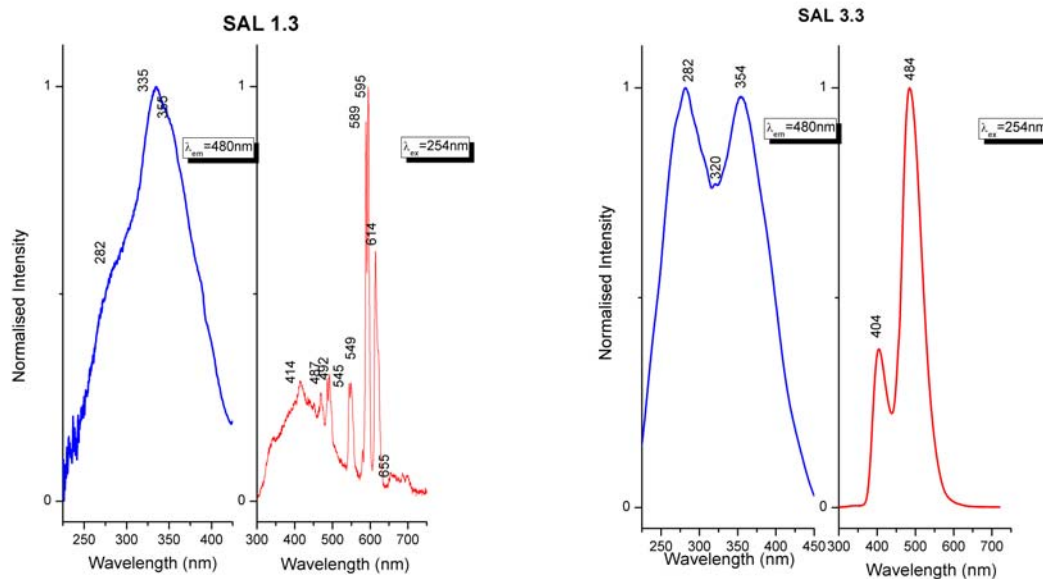 SAL 1.3
Normalised Intensity
1
0
335
355
282
λem=480nm
250 300 350 400
Wavelength (nm)
595
589
614
549
545
492
487
414
655
λex=254nm
300 400 500 600 700
Wavelength (nm)
SAL 3.3
Normalised Intensity
1
0
282
354
320
λem=480nm
250 300 350 400 450
Wavelength (nm)
484
404
λex=254nm
300 400 500 600 700
Wavelength (nm)